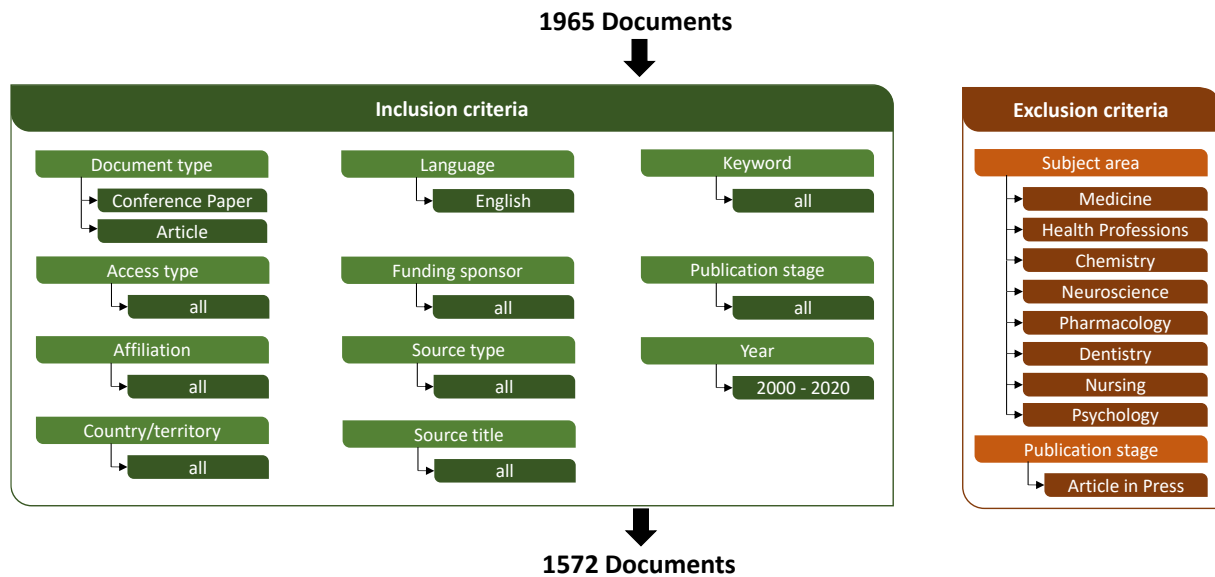 1965 Documents
Inclusion criteria
Document type
Conference Paper
Article
Access type
all
Affiliation
all
Country/territory
all
Language
English
Funding sponsor
all
Source type
all
Source title
all
Keyword
all
Publication stage
all
Year
2000 - 2020
Exclusion criteria
Subject area
Medicine
Health Professions
Chemistry
Neuroscience
Pharmacology
Dentistry
Nursing
Psychology
Publication stage
Article in Press
1572 Documents